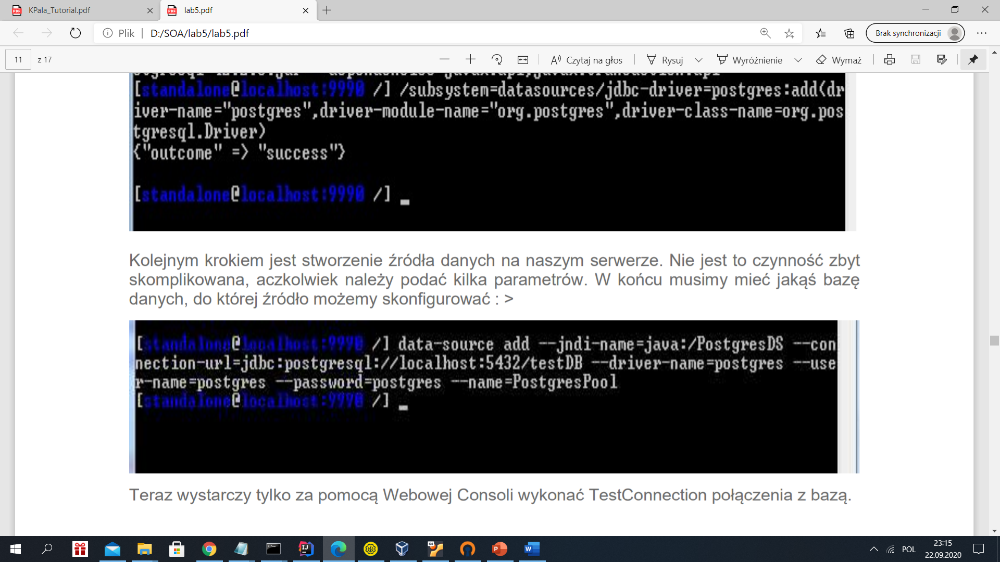 KPala_Tutorial.pdf
lab5.pdf
Plik
D:/SOA/lab5/lab5.pdf
Brak synchronizacji
11 z 17
Czytaj na głos
Rysuj
Wyróżnienie
Wymaż
[standalone@localhost:9990 /] /subsystem=datasources/jdbc-driver=postgres:add(dr
iver-name="postgres",driver-module-name="org.postgres",driver-class-name=org.pos
tgresql.Driver)
{"outcome" => "success"}
[standalone@localhost:9990 /]
Kolejnym krokiem jest stworzenie źródła danych na naszym serwerze. Nie jest to czynność zbyt
skomplikowana, aczkolwiek należy podać kilka parametrów. W końcu musimy mieć jakąś bazę
danych, do której źródło możemy skonfigurować : >
[standalone@localhost:9990 /] data-source add --jndi-name=java:/PostgresDS --con
nection-url=jdbc:postgresql://localhost:5432/testDB --driver-name=postgres --use
r-name=postgres --password=postgres --name=PostgresPool
[standalone@localhost:9990 /]
Teraz wystarczy tylko za pomocą Webowej Consoli wykonać TestConnection połączenia z bazą.
POL
23:15
22.09.2020